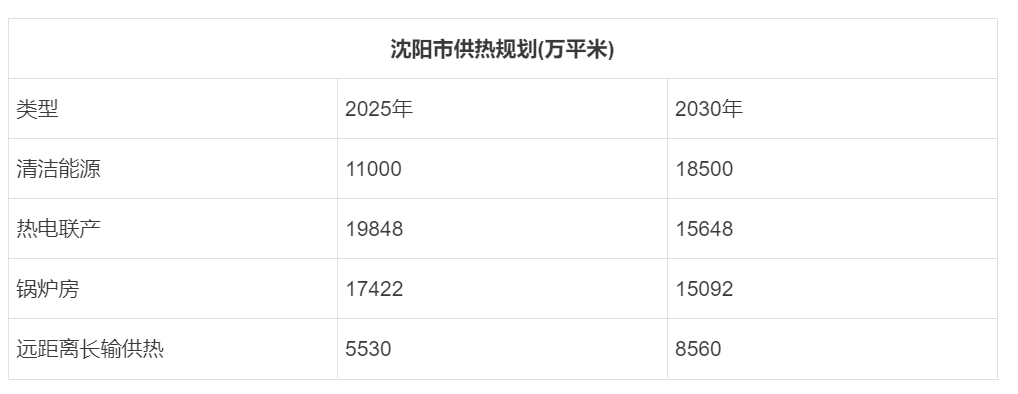 沈阳市供热规划(万平米)
类型 2025年 2030年
清洁能源 11000 18500
热电联产 19848 15648
锅炉房 17422 15092
远距离长输供热 5530 8560